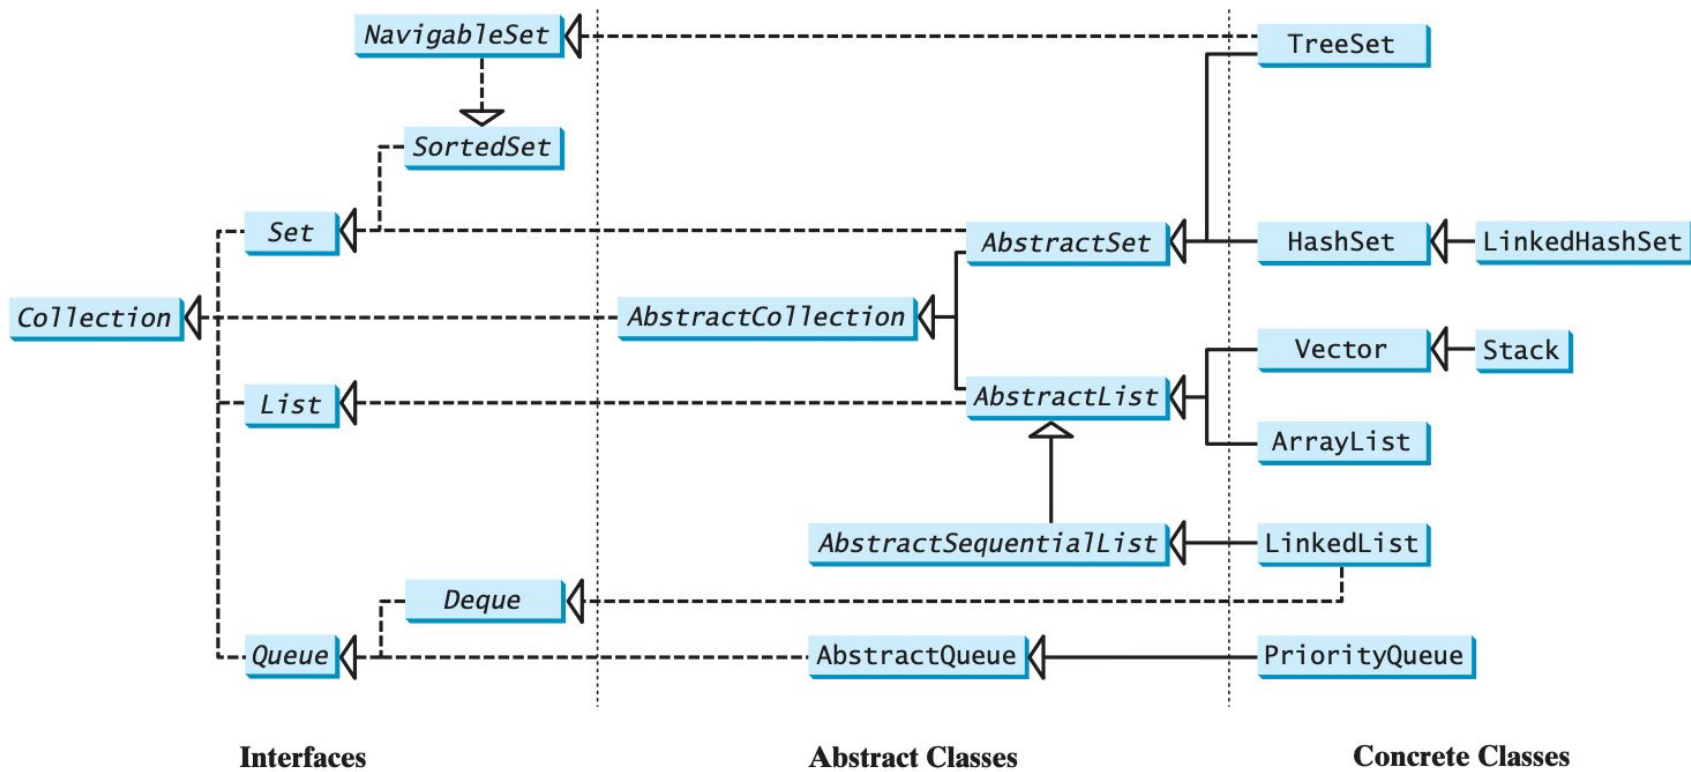 NavigableSet
TreeSet
SortedSet
Set
AbstractSet
HashSet
LinkedHashSet
Collection
AbstractCollection
Vector
Stack
List
AbstractList
ArrayList
AbstractSequentialList
LinkedList
Deque
Queue
AbstractQueue
PriorityQueue
Interfaces
Abstract Classes
Concrete Classes